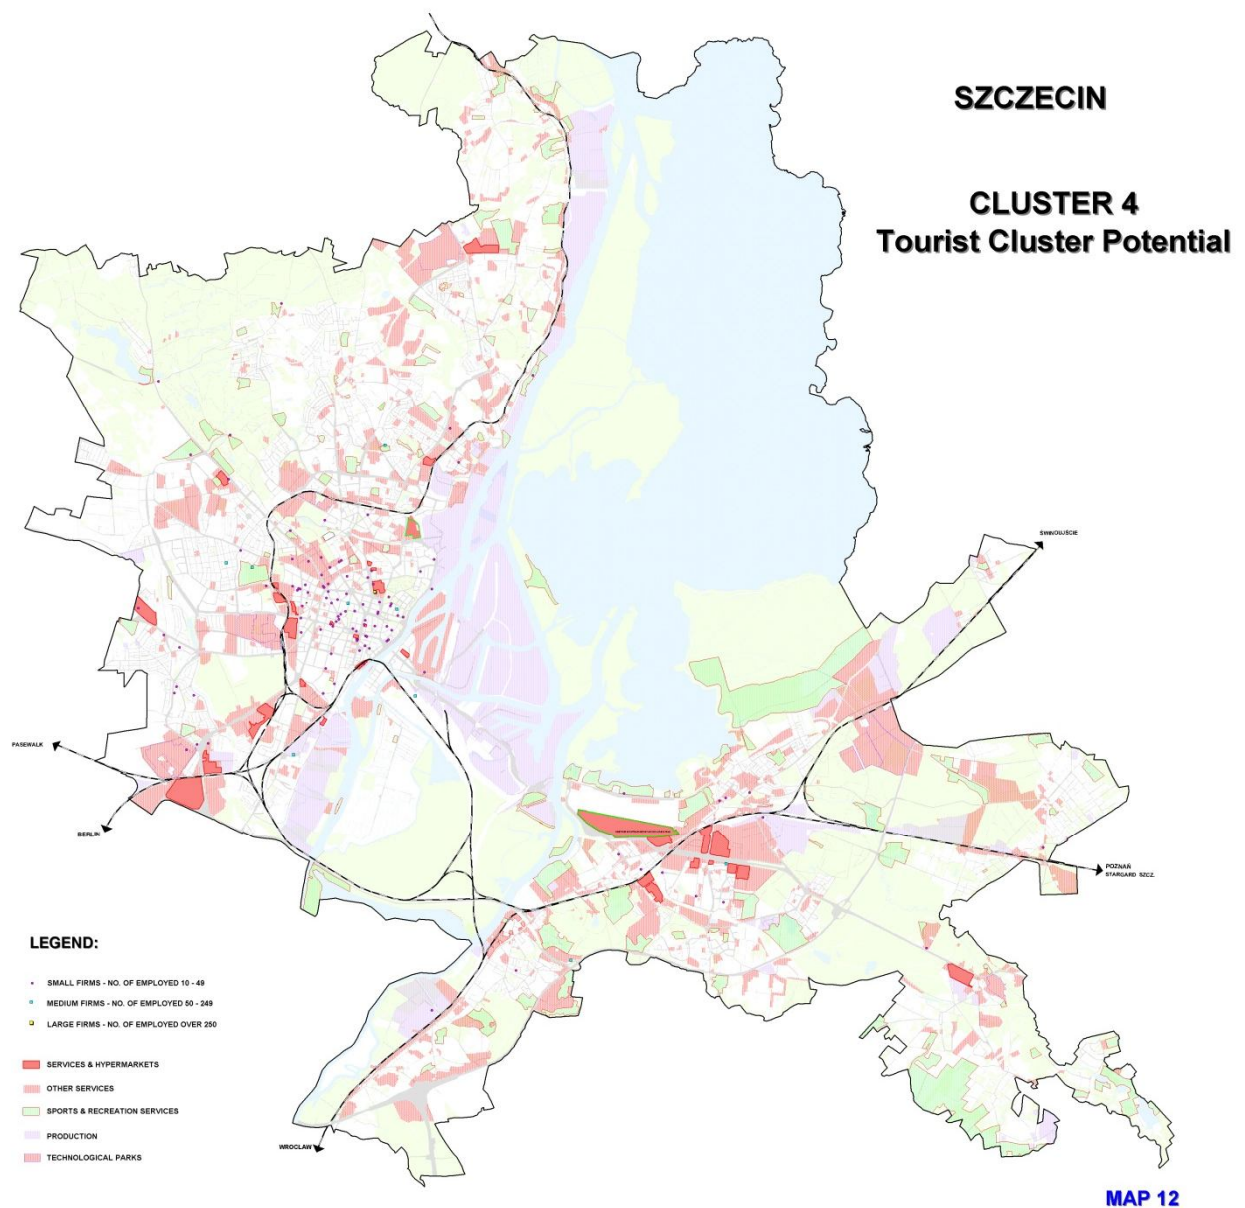 SZCZECIN
CLUSTER 4
Tourist Cluster Potential
ŚWINOUJŚCIE
PASEWALK
BERLIN
POZNAŃ
STARGARD SZCZ.
WROCLAW
LEGEND:
SMALL FIRMS - NO. OF EMPLOYED 10 - 49
MEDIUM FIRMS - NO. OF EMPLOYED 50 - 249
LARGE FIRMS - NO. OF EMPLOYED OVER 250
SERVICES & HYPERMARKETS
OTHER SERVICES
SPORTS & RECREATION SERVICES
PRODUCTION
TECHNOLOGICAL PARKS
MAP 12